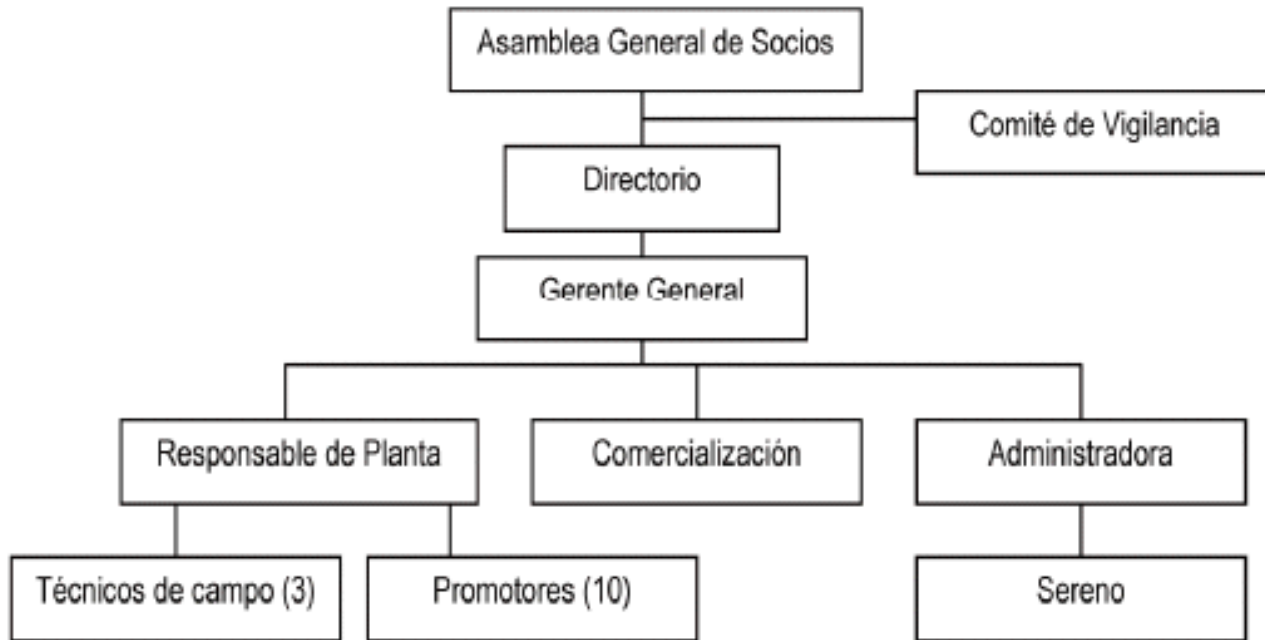 Asamblea General de Socios
Comité de Vigilancia
Directorio
Gerente General
Responsable de Planta
Comercialización
Administradora
Técnicos de campo (3)
Promotores (10)
Sereno